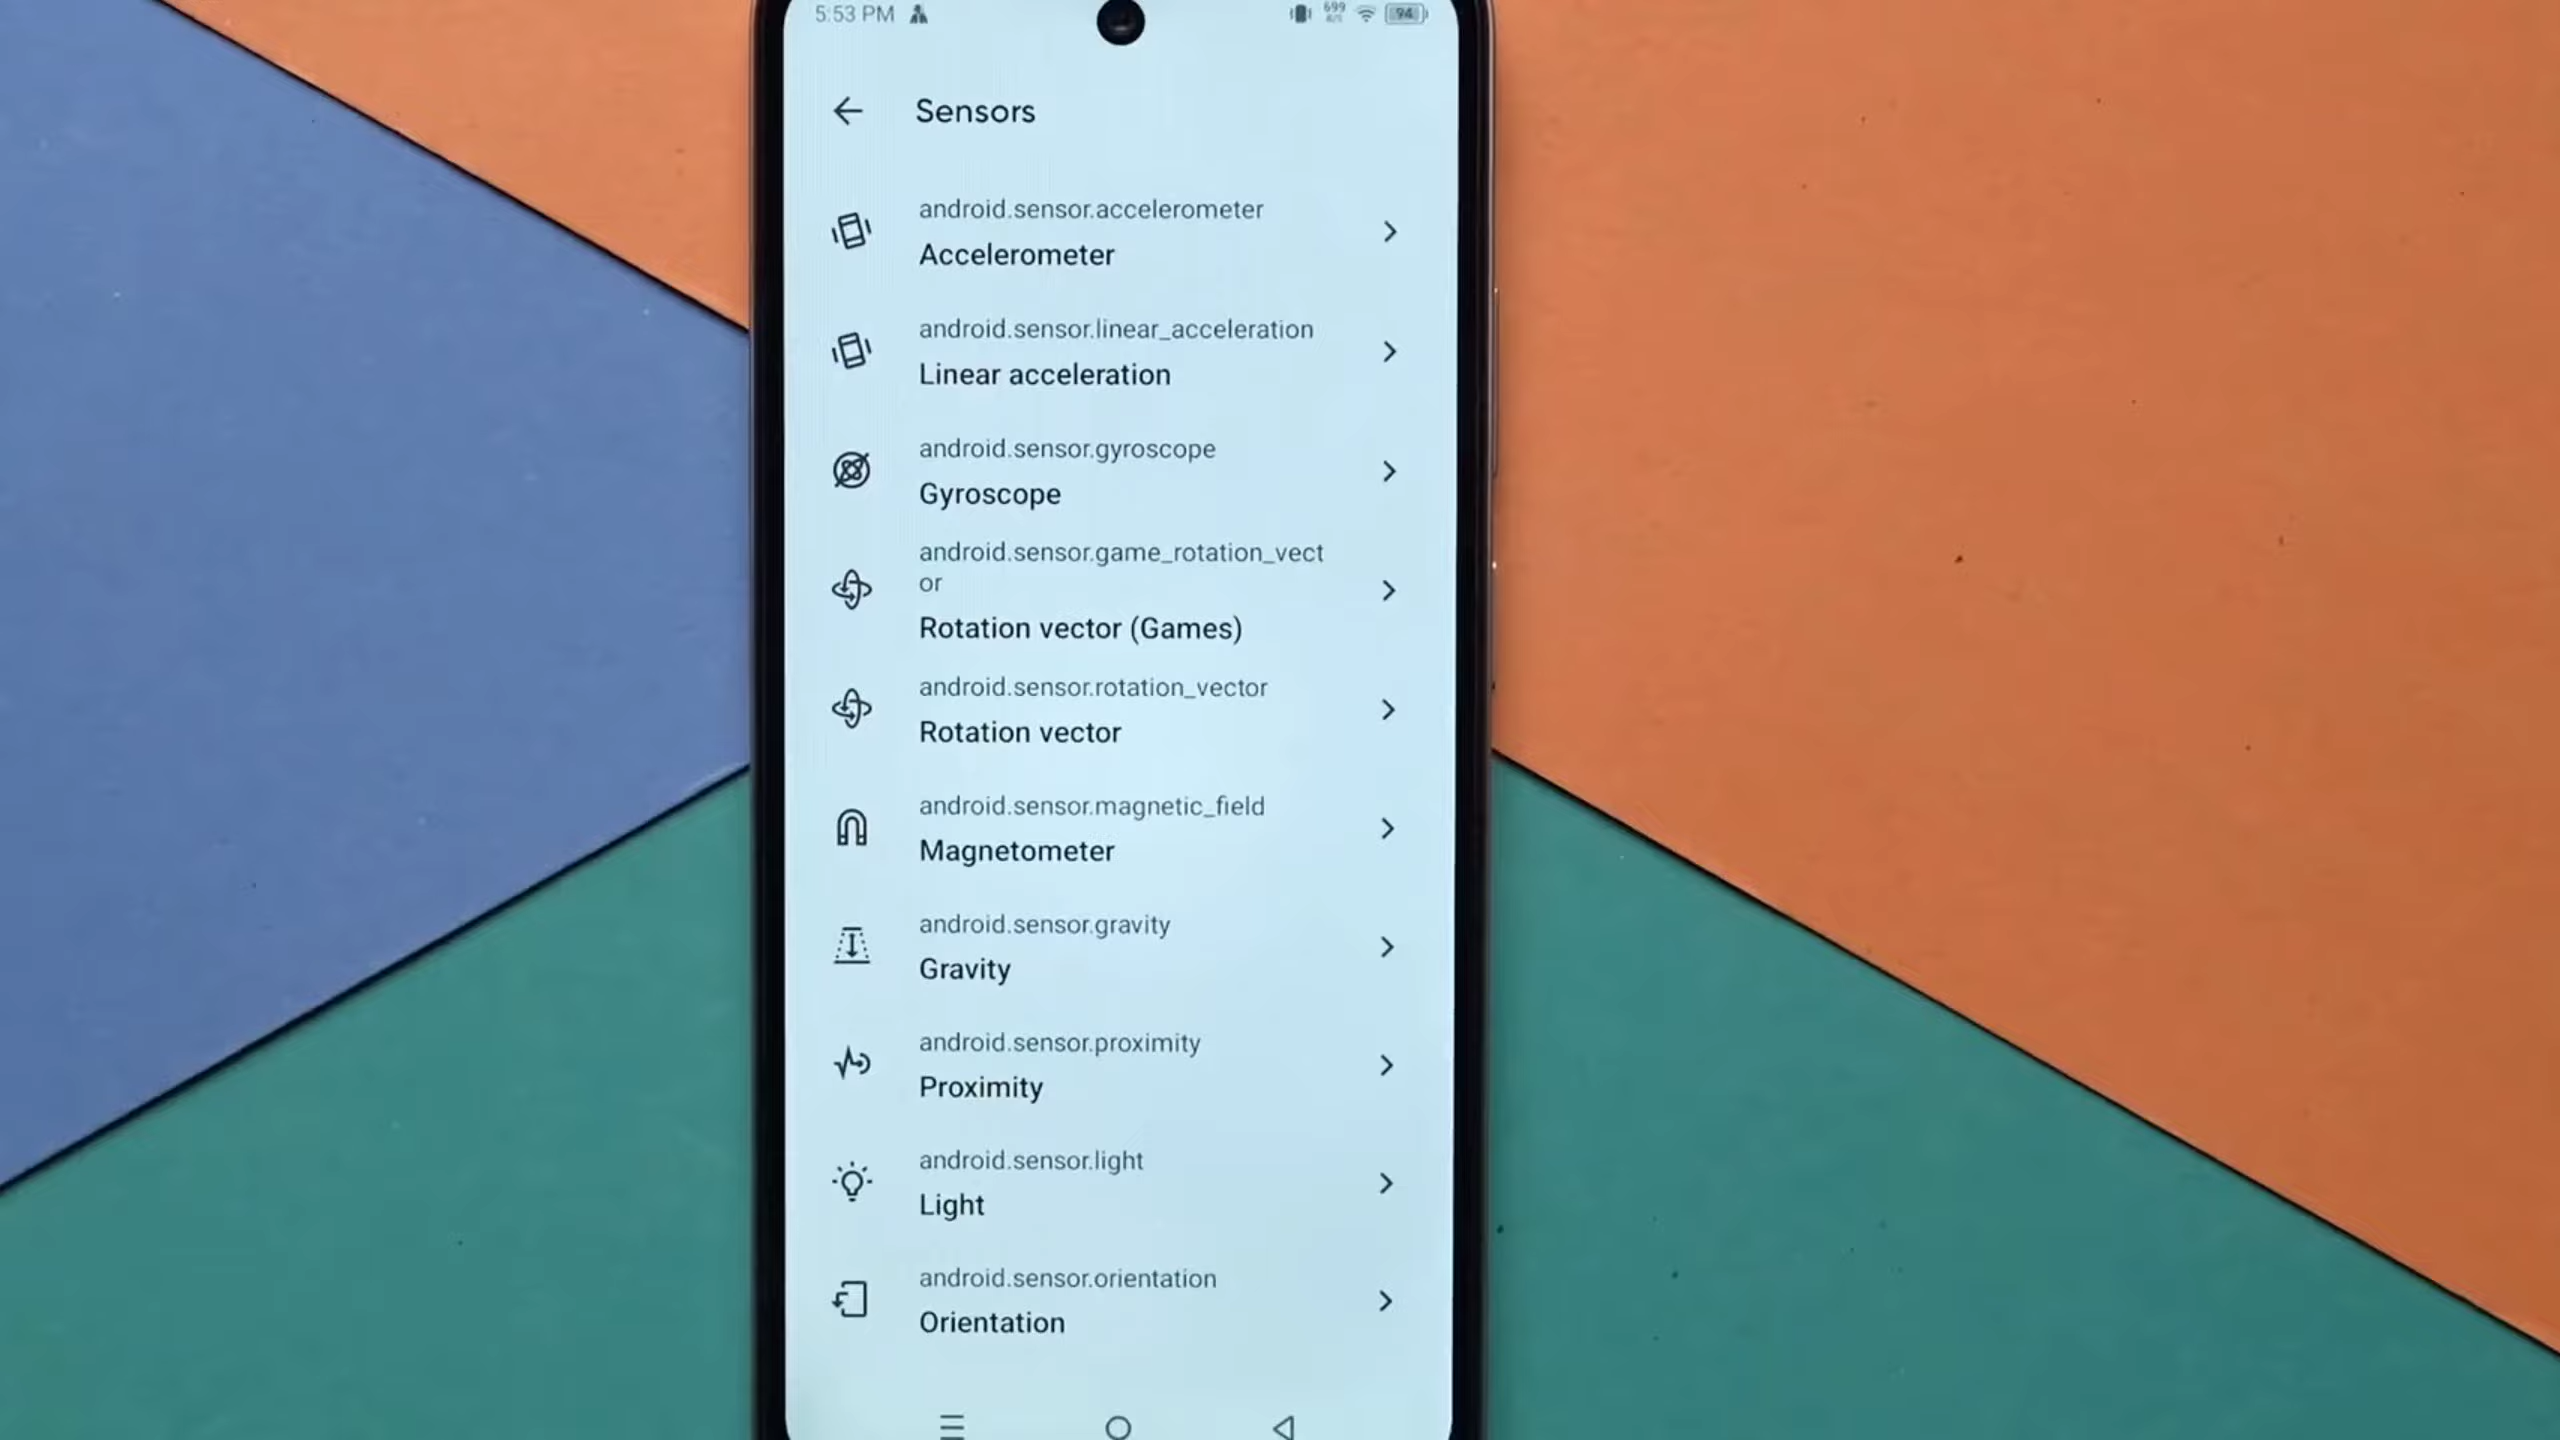 5:53 PM
699
94
Sensors
android.sensor.accelerometer
Accelerometer
android.sensor.linear_acceleration
Linear acceleration
android.sensor.gyroscope
Gyroscope
android.sensor.game_rotation_vect
or
Rotation vector (Games)
android.sensor.rotation_vector
Rotation vector
android.sensor.magnetic_field
Magnetometer
android.sensor.gravity
Gravity
android.sensor.proximity
Proximity
android.sensor.light
Light
android.sensor.orientation
Orientation